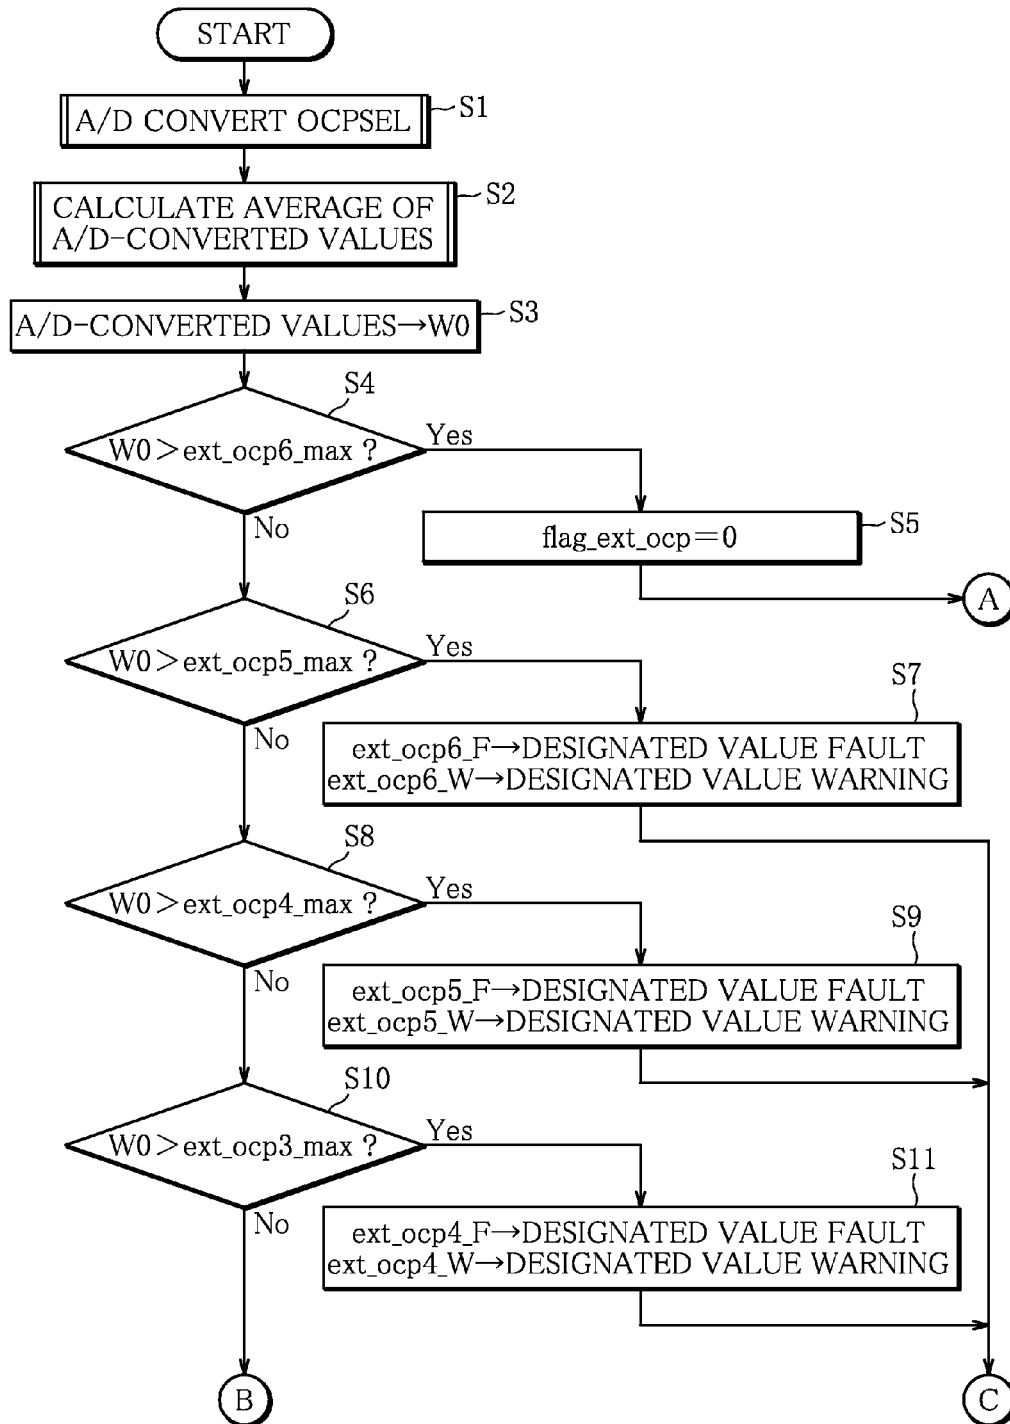 START
A/D CONVERT OCPSEL
S1
CALCULATE AVERAGE OF
A/D-CONVERTED VALUES
S2
A/D-CONVERTED VALUES→W0
S3
S4
W0＞ext_ocp6_max ?
Yes
No
flag_ext_ocp＝0
S5
A
S6
W0＞ext_ocp5_max ?
Yes
No
S7
ext_ocp6_F→DESIGNATED VALUE FAULT
ext_ocp6_W→DESIGNATED VALUE WARNING
S8
W0＞ext_ocp4_max ?
Yes
No
S9
ext_ocp5_F→DESIGNATED VALUE FAULT
ext_ocp5_W→DESIGNATED VALUE WARNING
S10
W0＞ext_ocp3_max ?
Yes
No
S11
ext_ocp4_F→DESIGNATED VALUE FAULT
ext_ocp4_W→DESIGNATED VALUE WARNING
B
C